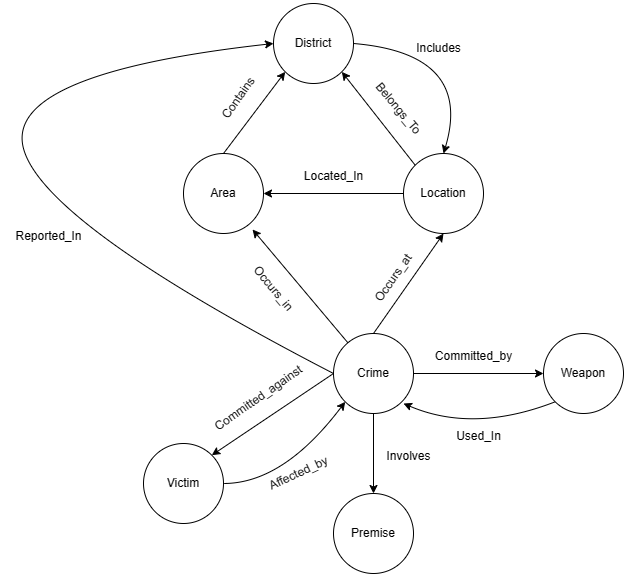 District
Includes
Contains
Belongs_To
Area
Located_In
Location
Reported_In
Occurs_in
Occurs_at
Crime
Committed_by
Weapon
Committed_against
Used_In
Victim
Affected_by
Involves
Premise